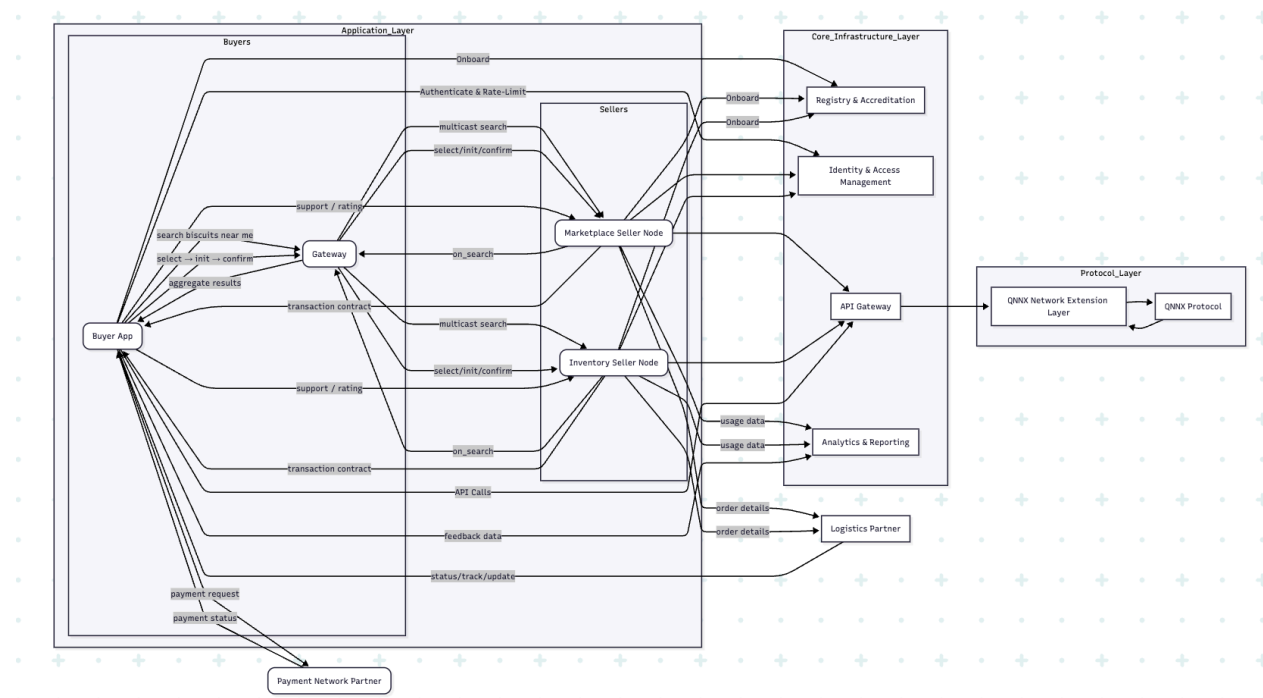 Application_Layer
Buyers
Core_Infrastructure_Layer
Onboard
Authenticate & Rate-Limit
Onboard
Registry & Accreditation
Sellers
multicast search
Onboard
select/init/confirm
Identity & Access
Management
support / rating
search biscuits near me
Marketplace Seller Node
Gateway
on_search
select → init → confirm
aggregate results
Protocol_Layer
transaction contract
API Gateway
QNNX Network Extension
Layer
QNNX Protocol
multicast search
Buyer App
Inventory Seller Node
select/init/confirm
support / rating
usage data
Analytics & Reporting
usage data
on_search
transaction contract
API Calls
order details
Logistics Partner
order details
feedback data
status/track/update
payment request
payment status
Payment Network Partner